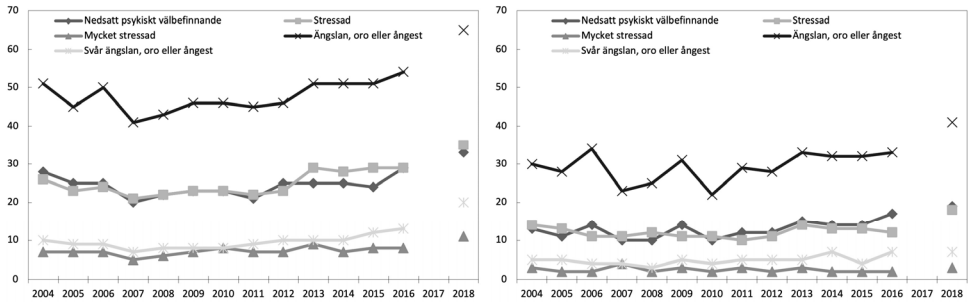 70
60
50
40
30
20
10
0
Nedsatt psykiskt välbefinnande Stressad
Mycket stressad Ängslan, oro eller ångest
Svår ängslan, oro eller ångest
2004 2005 2006 2007 2008 2009 2010 2011 2012 2013 2014 2015 2016 2017 2018
70
60
50
40
30
20
10
0
Nedsatt psykiskt välbefinnande Stressad
Mycket stressad Ängslan, oro eller ångest
Svår ängslan, oro eller ångest
2004 2005 2006 2007 2008 2009 2010 2011 2012 2013 2014 2015 2016 2017 2018